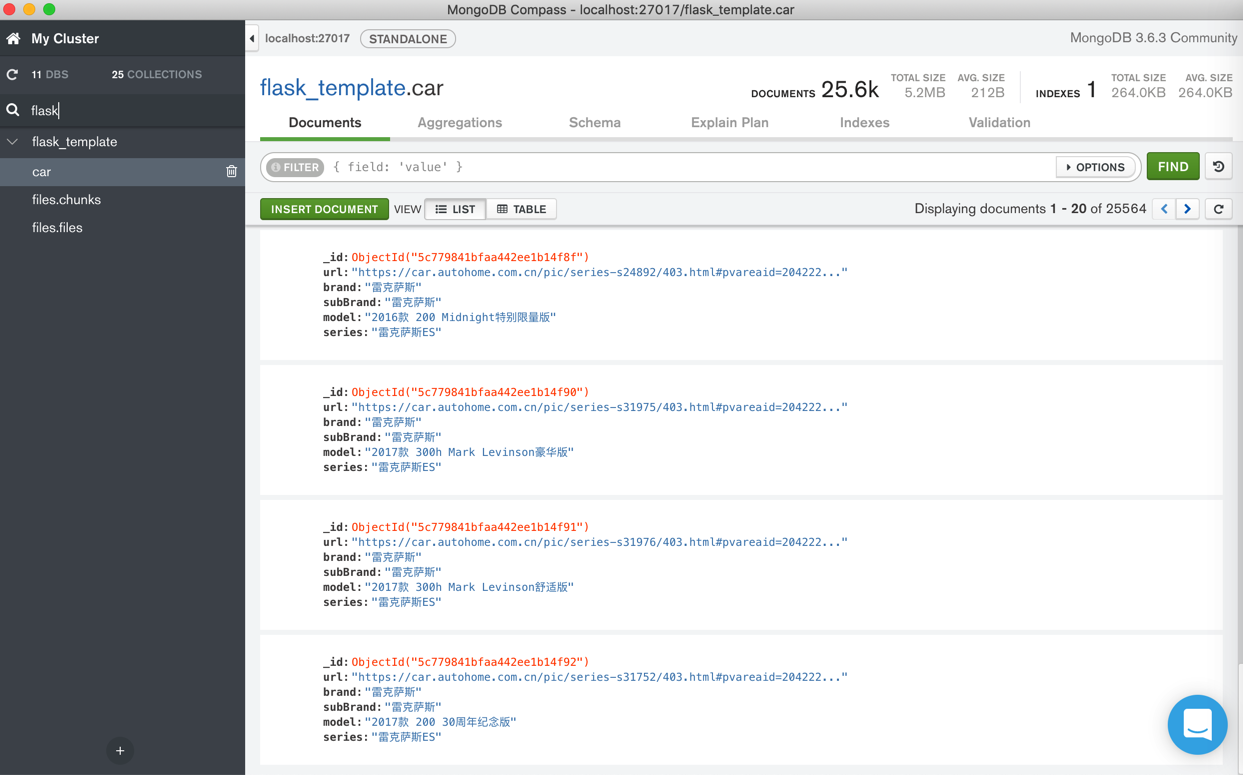 MongoDB Compass - localhost:27017/flask_template.car
My Cluster
localhost:27017 STANDALONE MongoDB 3.6.3 Community
11 DBS 25 COLLECTIONS
flask
flask_template
car
files.chunks
files.files
flask_template.car
DOCUMENTS 25.6k TOTAL SIZE 5.2MB AVG. SIZE 212B INDEXES 1 TOTAL SIZE 264.0KB AVG. SIZE 264.0KB
Documents Aggregations Schema Explain Plan Indexes Validation
FILTER { field: 'value' } OPTIONS FIND
INSERT DOCUMENT VIEW LIST TABLE Displaying documents 1 - 20 of 25564
_id: ObjectId("5c779841bfaa442ee1b14f8f")
url: "https://car.autohome.com.cn/pic/series-s24892/403.html#pvareaid=204222..."
brand: "雷克萨斯"
subBrand: "雷克萨斯"
model: "2016款 200 Midnight特别限量版"
series: "雷克萨斯ES"
_id: ObjectId("5c779841bfaa442ee1b14f90")
url: "https://car.autohome.com.cn/pic/series-s31975/403.html#pvareaid=204222..."
brand: "雷克萨斯"
subBrand: "雷克萨斯"
model: "2017款 300h Mark Levinson豪华版"
series: "雷克萨斯ES"
_id: ObjectId("5c779841bfaa442ee1b14f91")
url: "https://car.autohome.com.cn/pic/series-s31976/403.html#pvareaid=204222..."
brand: "雷克萨斯"
subBrand: "雷克萨斯"
model: "2017款 300h Mark Levinson舒适版"
series: "雷克萨斯ES"
_id: ObjectId("5c779841bfaa442ee1b14f92")
url: "https://car.autohome.com.cn/pic/series-s31752/403.html#pvareaid=204222..."
brand: "雷克萨斯"
subBrand: "雷克萨斯"
model: "2017款 200 30周年纪念版"
series: "雷克萨斯ES"